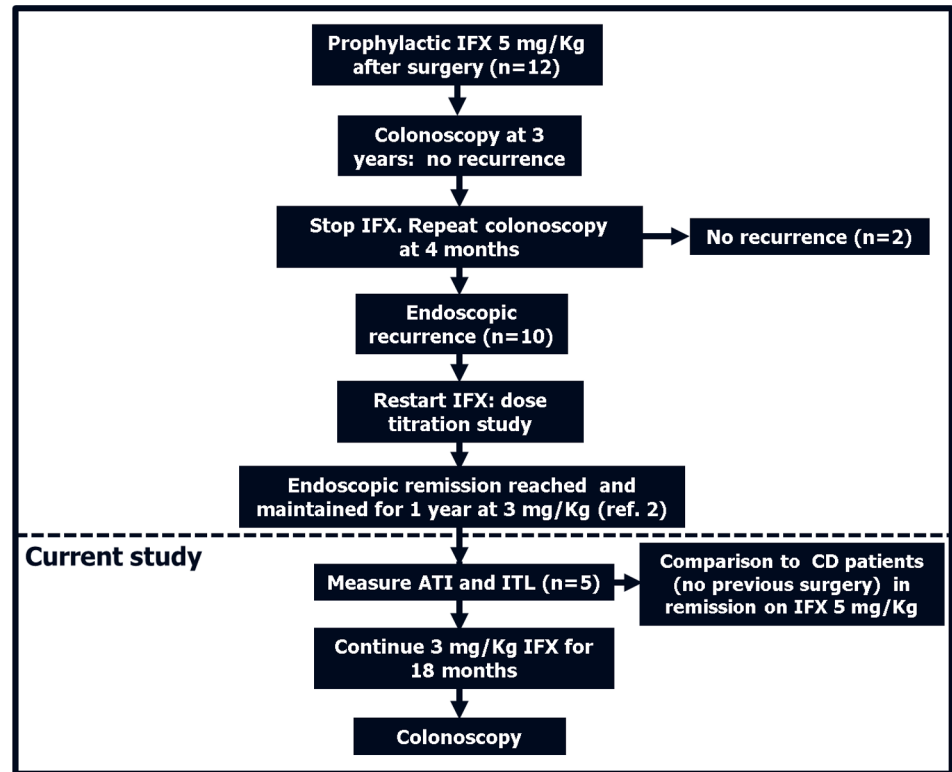 Prophylactic IFX 5 mg/Kg
after surgery (n=12)
Colonoscopy at 3
years: no recurrence
Stop IFX. Repeat colonoscopy
at 4 months
No recurrence (n=2)
Endoscopic
recurrence (n=10)
Restart IFX: dose
titration study
Endoscopic remission reached and
maintained for 1 year at 3 mg/Kg (ref. 2)
Current study
Measure ATI and ITL (n=5)
Comparison to CD patients
(no previous surgery) in
remission on IFX 5 mg/Kg
Continue 3 mg/Kg IFX for
18 months
Colonoscopy